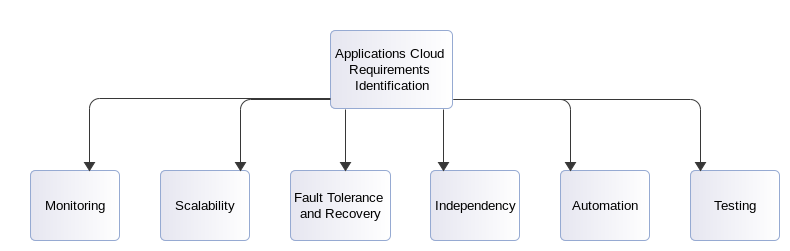 Applications Cloud
Requirements
Identification
Monitoring
Scalability
Fault Tolerance
and Recovery
Independency
Automation
Testing